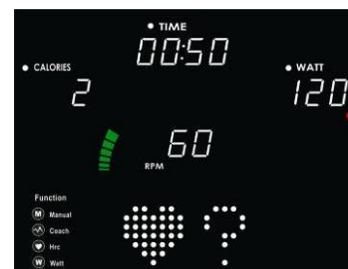 TIME
00:50
CALORIES
2
WATT
120
60
RPM
Function
M Manual
Coach
Hrc
W Watt
?